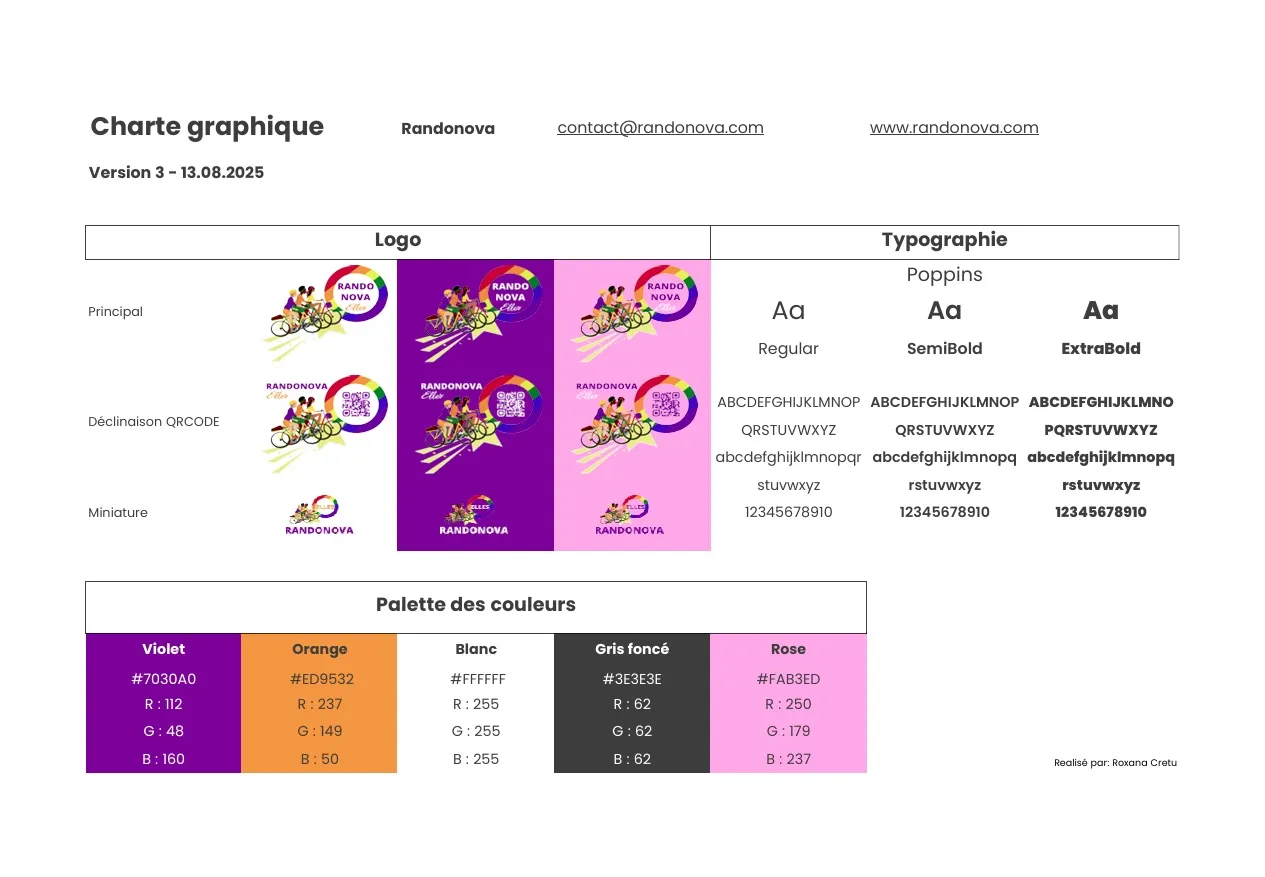 Charte graphique
Randonova
contact@randonova.com
www.randonova.com
Version 3 - 13.08.2025
Logo
Typographie
Principal
RANDO
NOVA
Elles
RANDO
NOVA
Elles
RANDO
NOVA
Elles
Poppins
Aa
Aa
Aa
Regular
SemiBold
ExtraBold
Déclinaison QRCODE
RANDONOVA
Elles
RANDONOVA
Elles
RANDONOVA
Elles
ABCDEFGHIJKLMNOP
QRSTUVWXYZ
abcdefghijklmnopqr
stuvwxyz
12345678910
ABCDEFGHIJKLMNOP
QRSTUVWXYZ
abcdefghijklmnopq
rstuvwxyz
12345678910
ABCDEFGHIJKLMNO
PQRSTUVWXYZ
abcdefghijklmnopq
rstuvwxyz
12345678910
Miniature
ELLES
RANDONOVA
ELLES
RANDONOVA
ELLES
RANDONOVA
Palette des couleurs
Violet
#7030A0
R : 112
G : 48
B : 160
Orange
#ED9532
R : 237
G : 149
B : 50
Blanc
#FFFFFF
R : 255
G : 255
B : 255
Gris foncé
#3E3E3E
R : 62
G : 62
B : 62
Rose
#FAB3ED
R : 250
G : 179
B : 237
Realisé par: Roxana Cretu